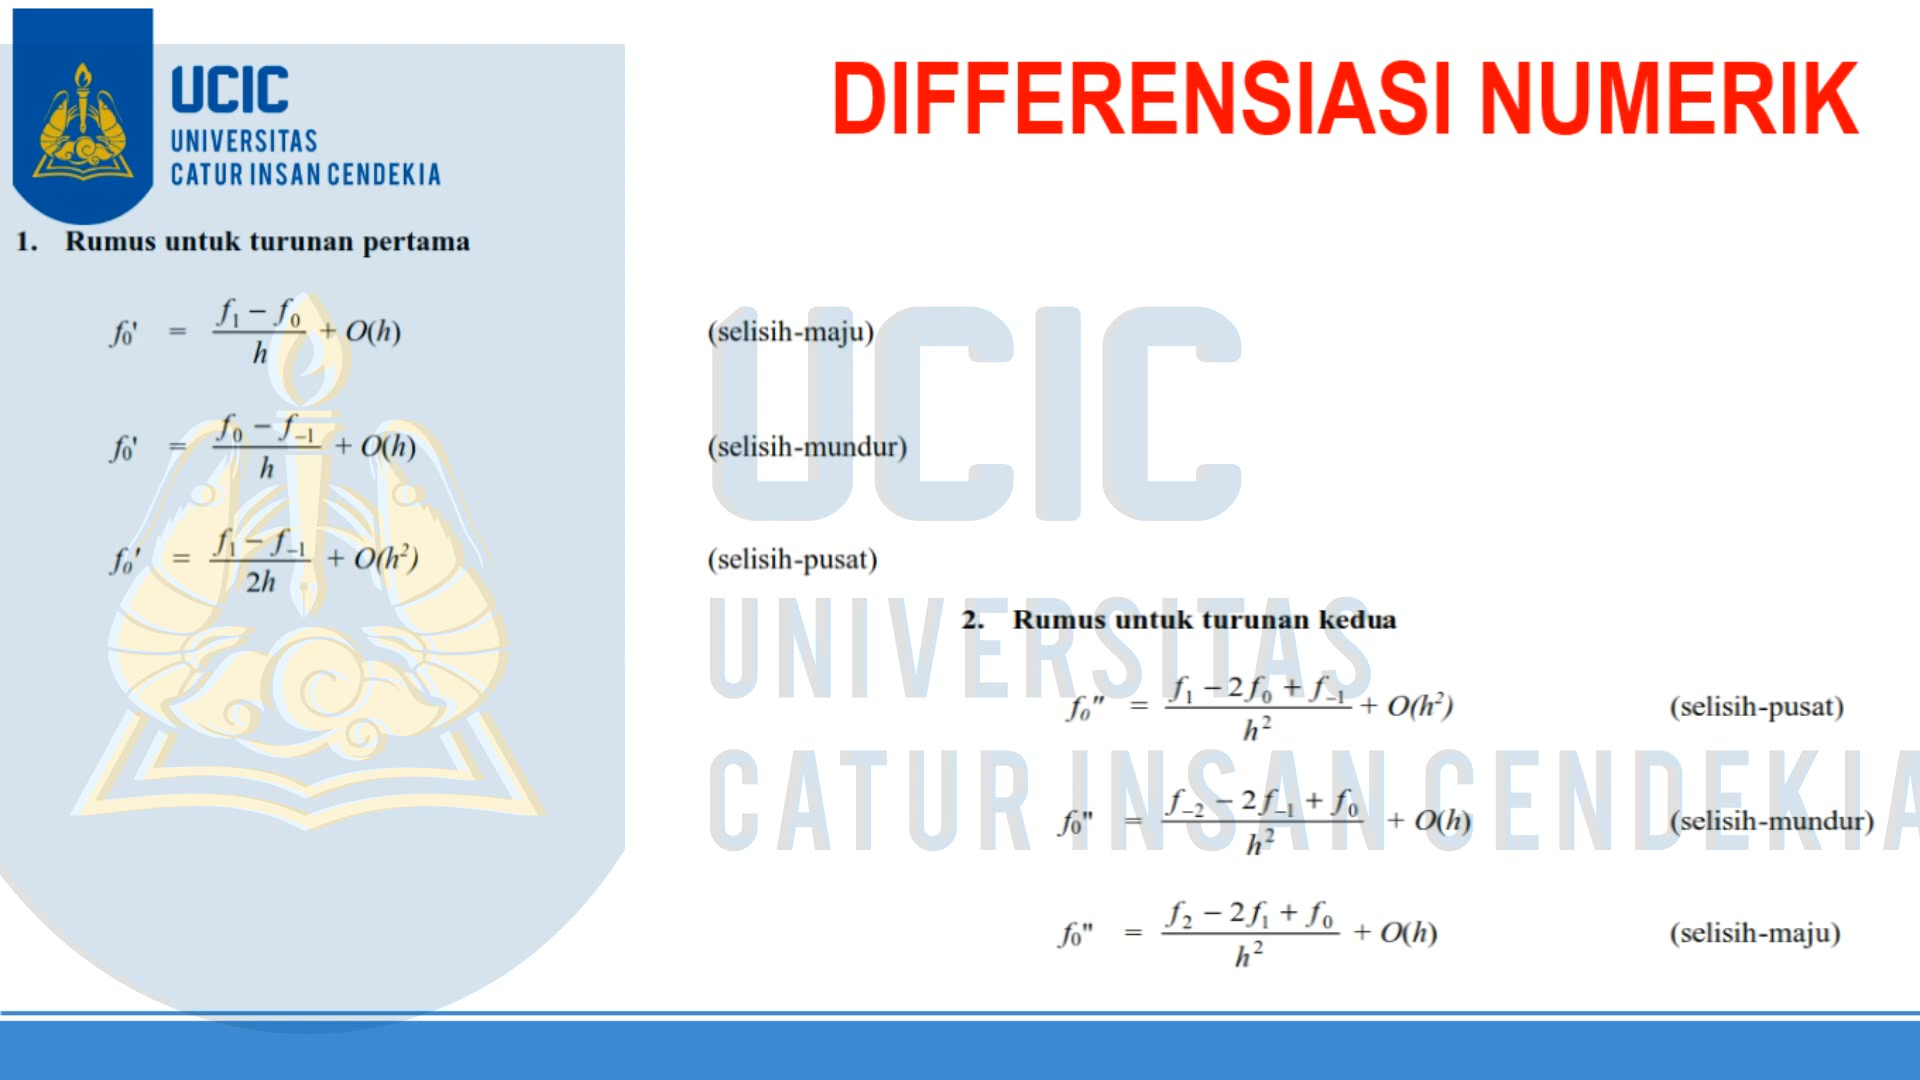 UCIC
UNIVERSITAS
CATUR INSAN CENDEKIA
DIFFERENSIASI NUMERIK
1. Rumus untuk turunan pertama
f₀' = (f₁ − f₀)/h + O(h) (selisih-maju)
f₀' = (f₀ − f₋₁)/h + O(h) (selisih-mundur)
f₀' = (f₁ − f₋₁)/2h + O(h²) (selisih-pusat)
2. Rumus untuk turunan kedua
f₀" = (f₁ − 2f₀ + f₋₁)/h² + O(h²) (selisih-pusat)
f₀" = (f₋₂ − 2f₋₁ + f₀)/h² + O(h) (selisih-mundur)
f₀" = (f₂ − 2f₁ + f₀)/h² + O(h) (selisih-maju)
UCIC
UNIVERSITAS
CATUR INSAN CENDEKIA